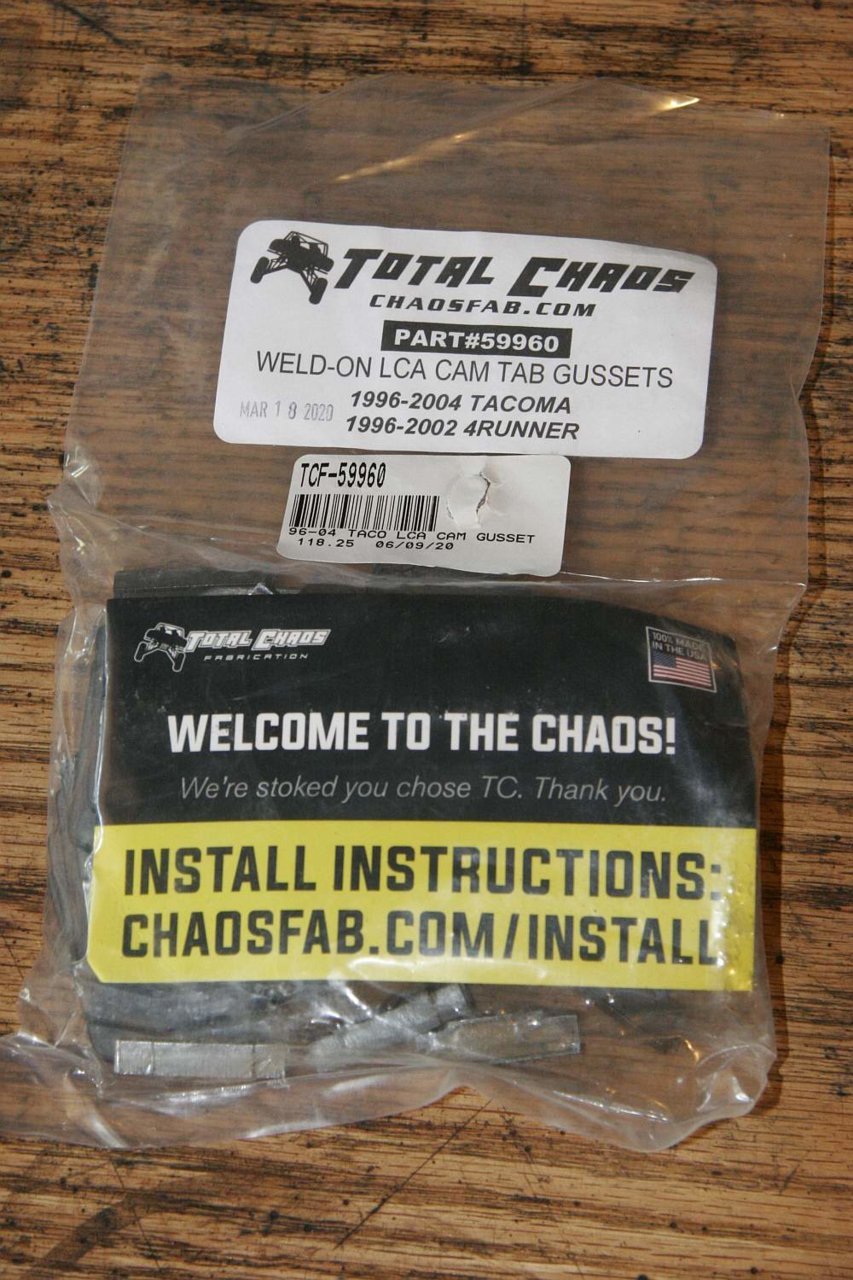 TOTAL CHAOS
CHAOSFAB.COM
PART#59960
WELD-ON LCA CAM TAB GUSSETS
1996-2004 TACOMA
MAR 18 2020
1996-2002 4RUNNER
TCF-59960
96-04 TACO LCA CAM GUSSET
118.25 06/09/20
TOTAL CHAOS
FABRICATION
100% MADE
IN THE USA
WELCOME TO THE CHAOS!
We're stoked you chose TC. Thank you.
INSTALL INSTRUCTIONS:
CHAOSFAB.COM/INSTALL